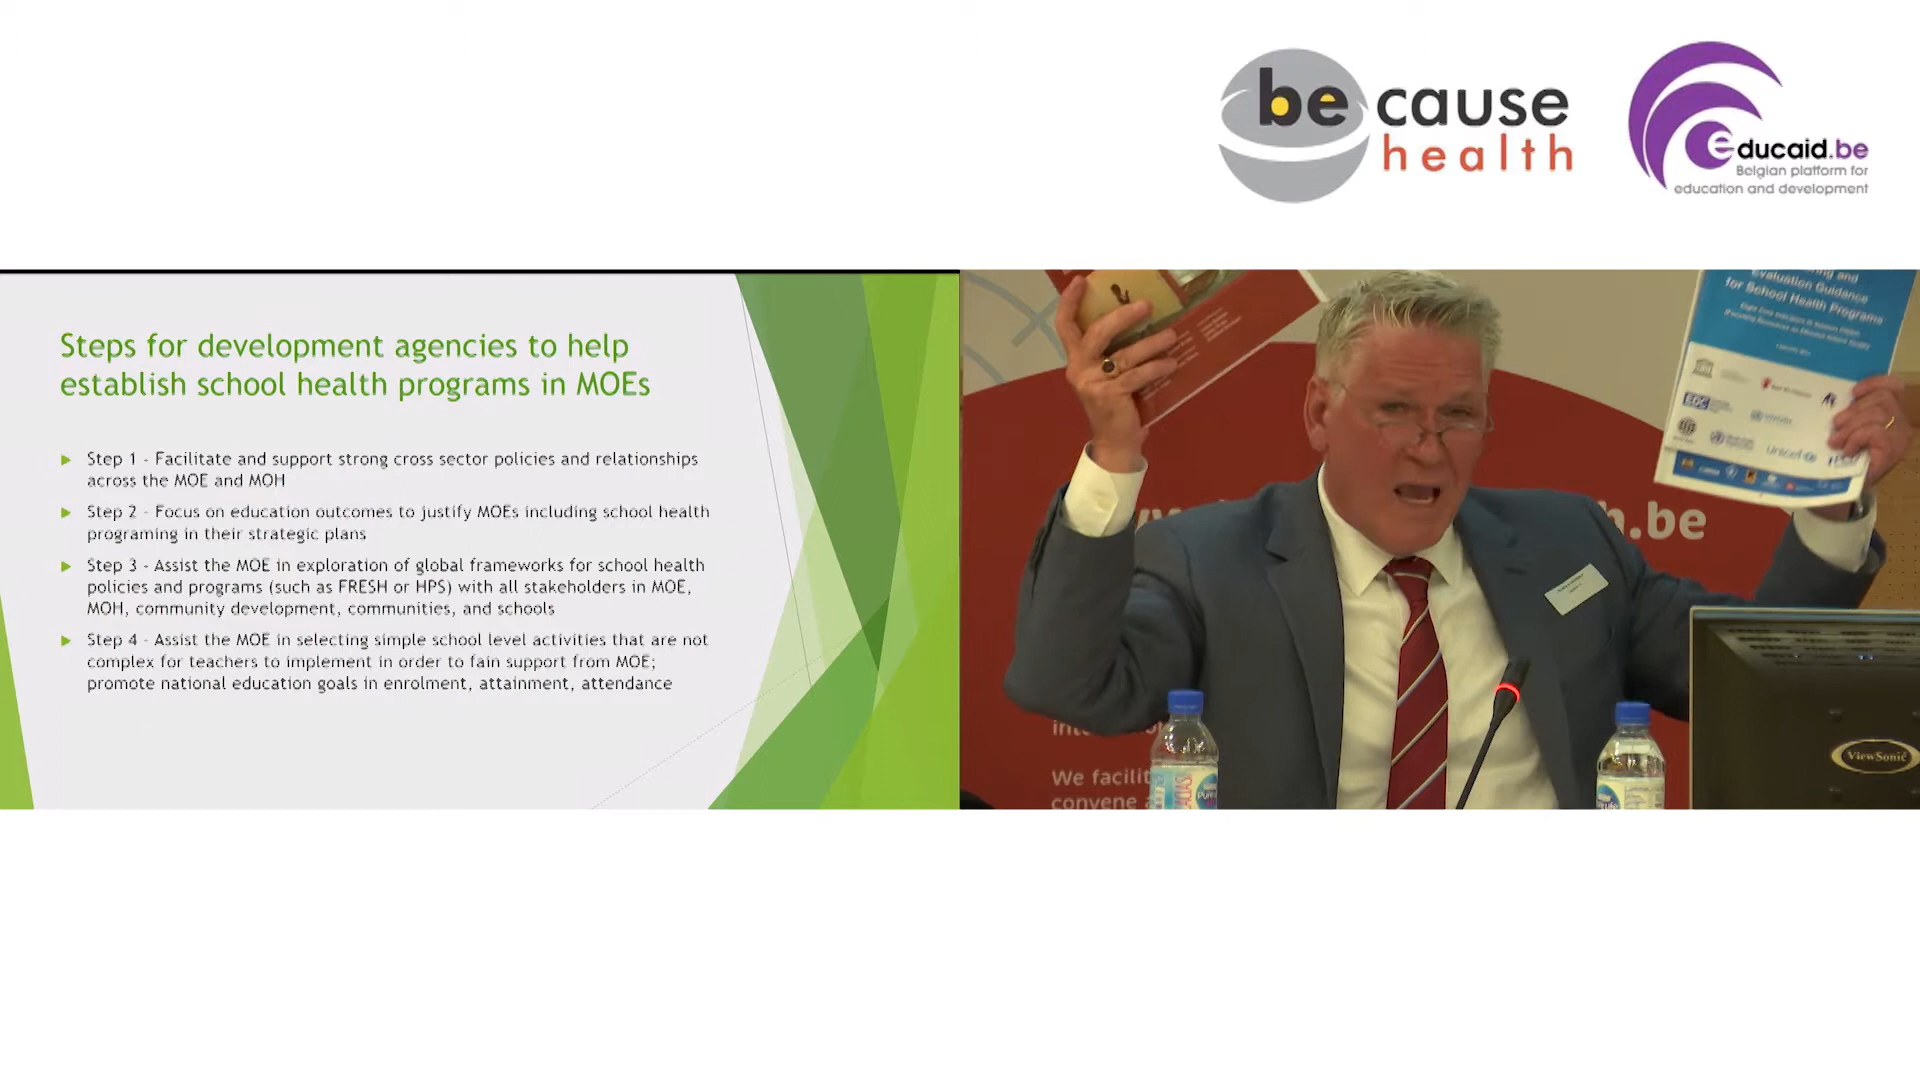 be cause
health
educaid.be
Belgian platform for
education and development
Steps for development agencies to help
establish school health programs in MOEs
Step 1 - Facilitate and support strong cross sector policies and relationships
across the MOE and MOH
Step 2 - Focus on education outcomes to justify MOEs including school health
programing in their strategic plans
Step 3 - Assist the MOE in exploration of global frameworks for school health
policies and programs (such as FRESH or HPS) with all stakeholders in MOE,
MOH, community development, communities, and schools
Step 4 - Assist the MOE in selecting simple school level activities that are not
complex for teachers to implement in order to fain support from MOE;
promote national education goals in enrolment, attainment, attendance
and
Evaluation Guidance
for School Health Programs
EDC
unicef
h.be
We facilit
convene
ViewSonic